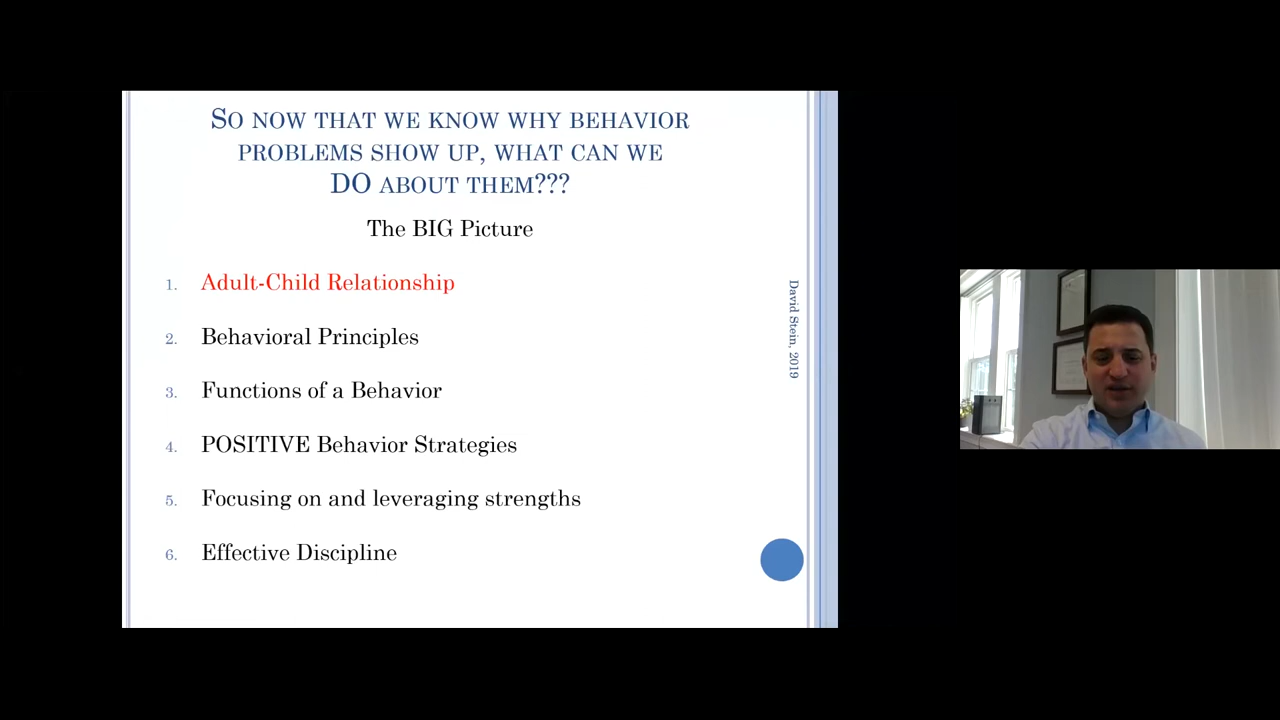 So now that we know why behavior
problems show up, what can we
DO about them???
The BIG Picture
1. Adult-Child Relationship
2. Behavioral Principles
3. Functions of a Behavior
4. POSITIVE Behavior Strategies
5. Focusing on and leveraging strengths
6. Effective Discipline
David Stein, 2019